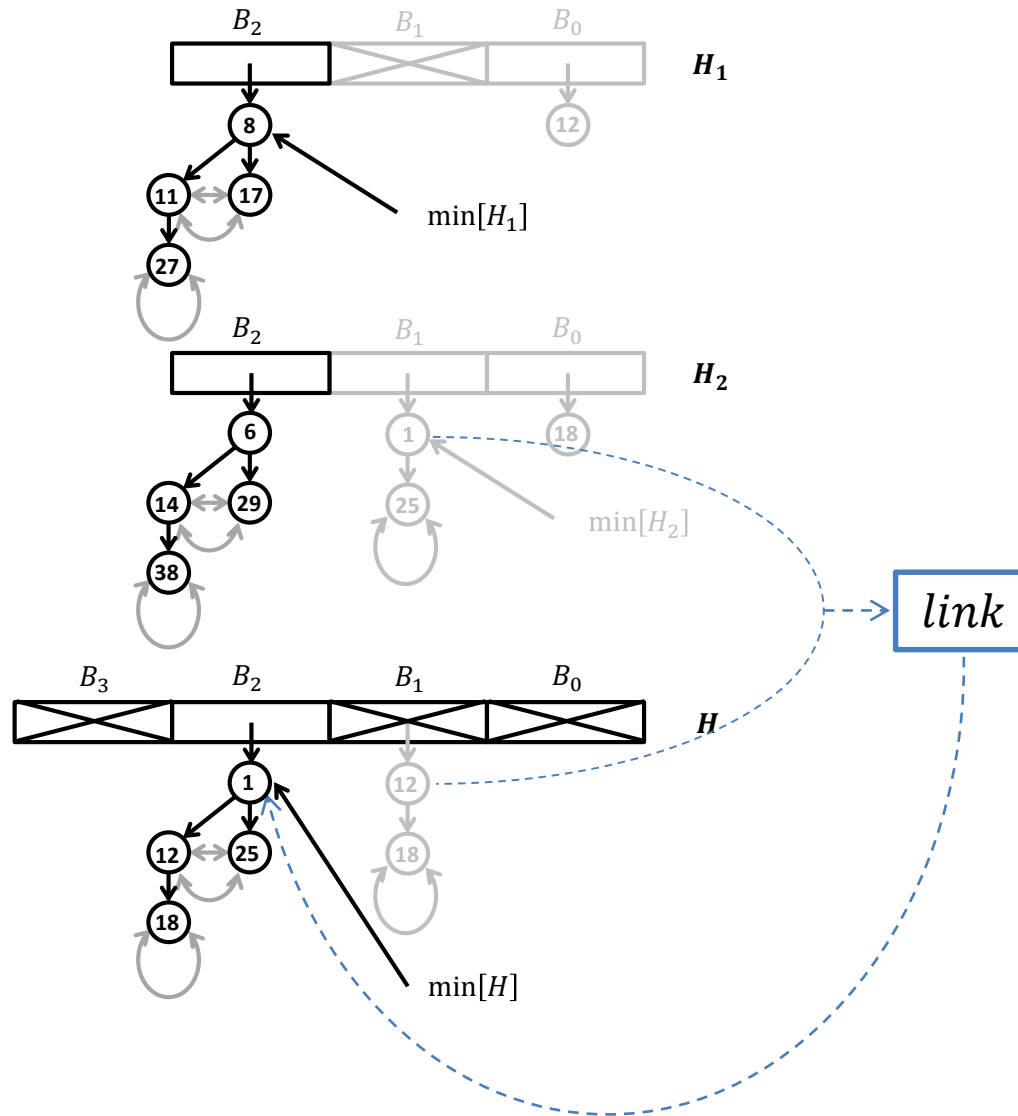 B₂ B₁ B₀
H₁
8 12
11 17
min[H₁]
27
B₂ B₁ B₀
H₂
6 1 18
14 29 25
min[H₂]
38
link
B₃ B₂ B₁ B₀
H
1 12
12 25 18
18
min[H]